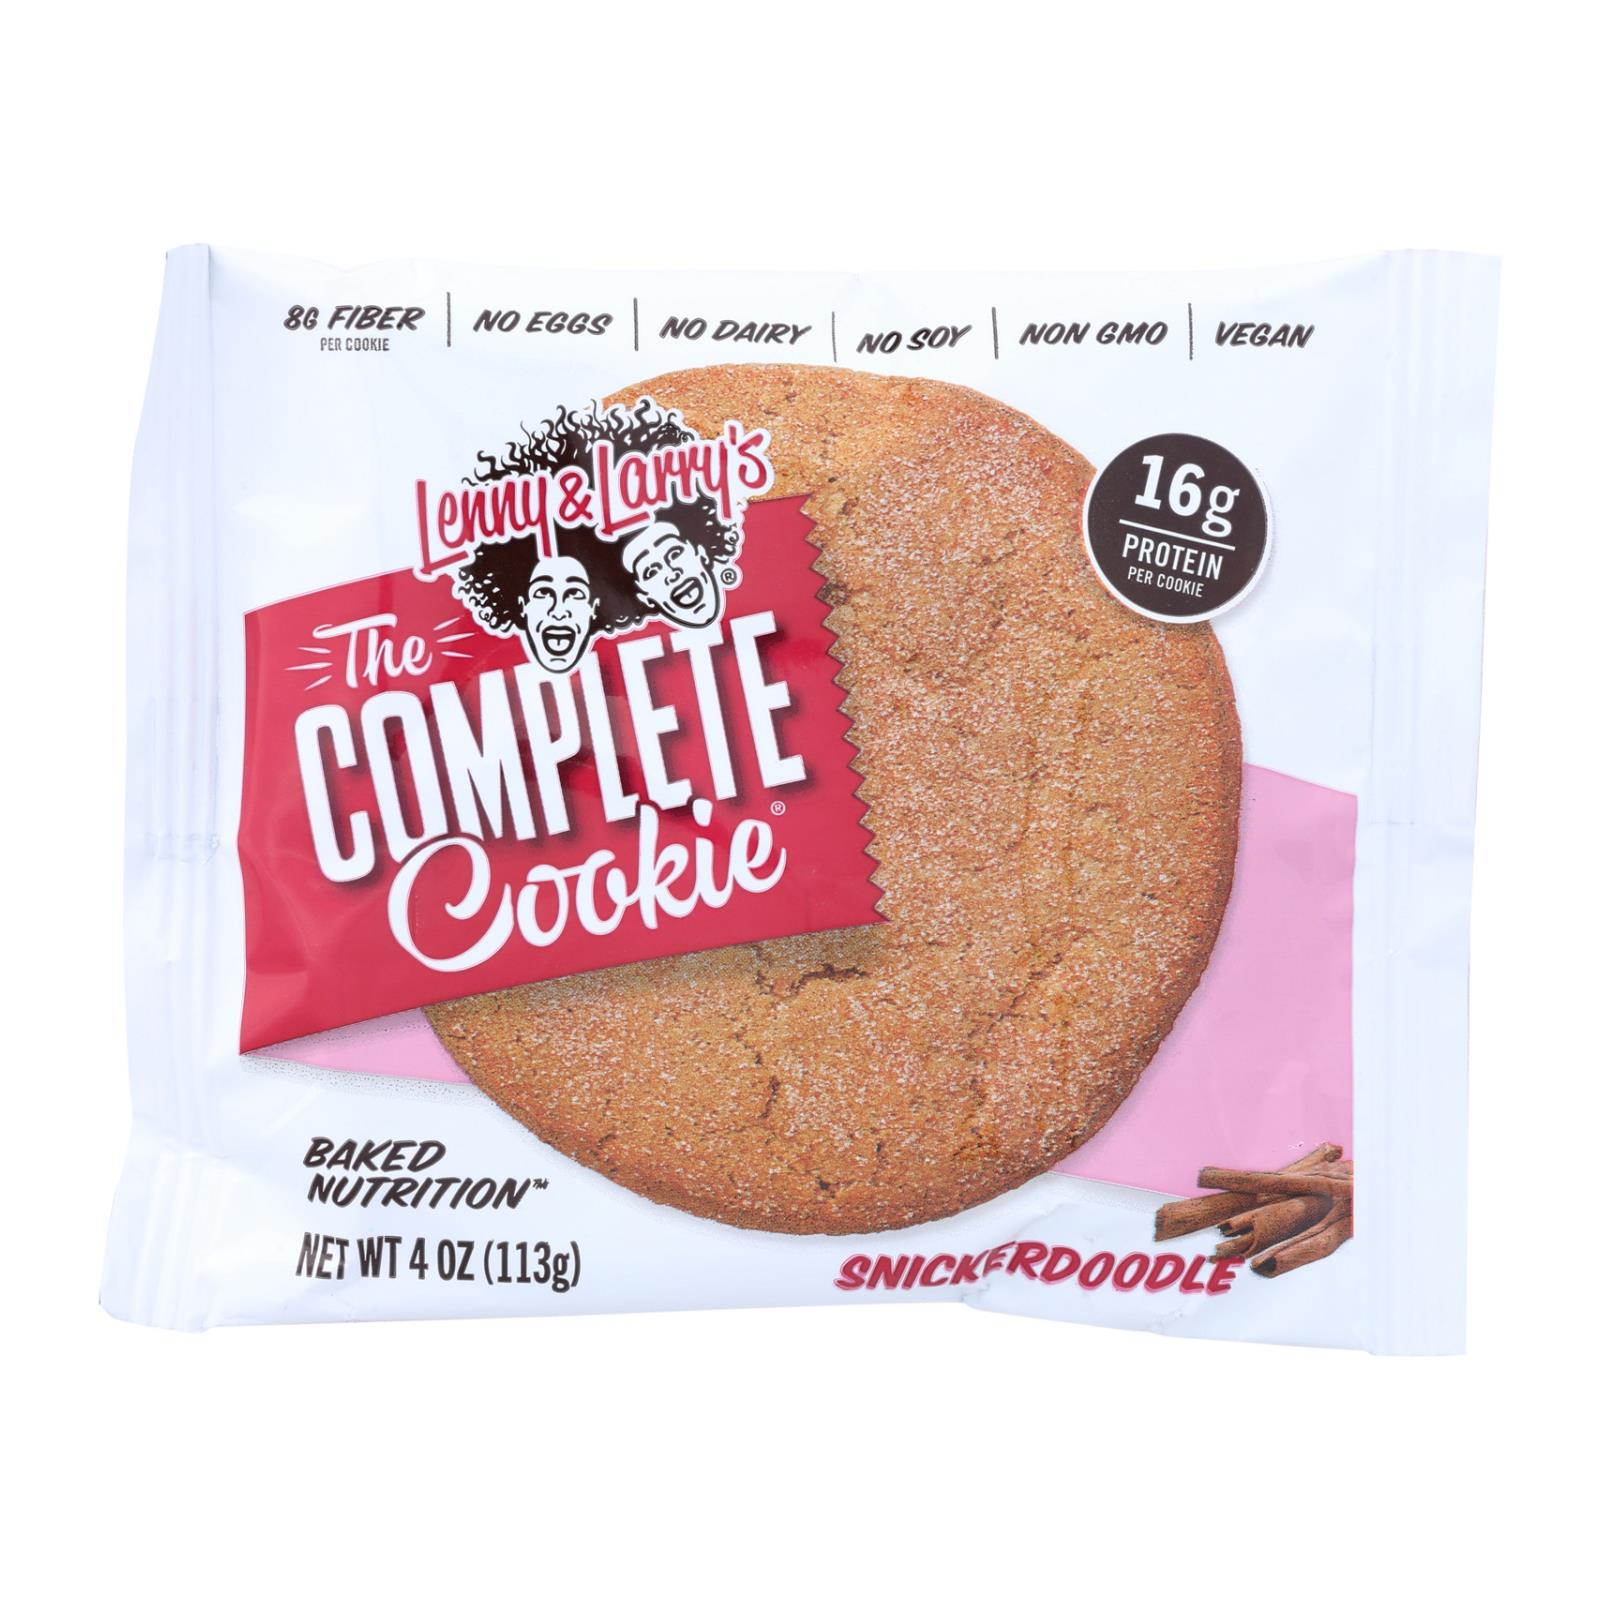 8G FIBER
PER COOKIE
NO EGGS
NO DAIRY
NO SOY
NON GMO
VEGAN
Lenny & Larry's®
The
COMPLETE
Cookie®
16g
PROTEIN
PER COOKIE
BAKED
NUTRITION™
NET WT 4 OZ (113g)
SNICKERDOODLE